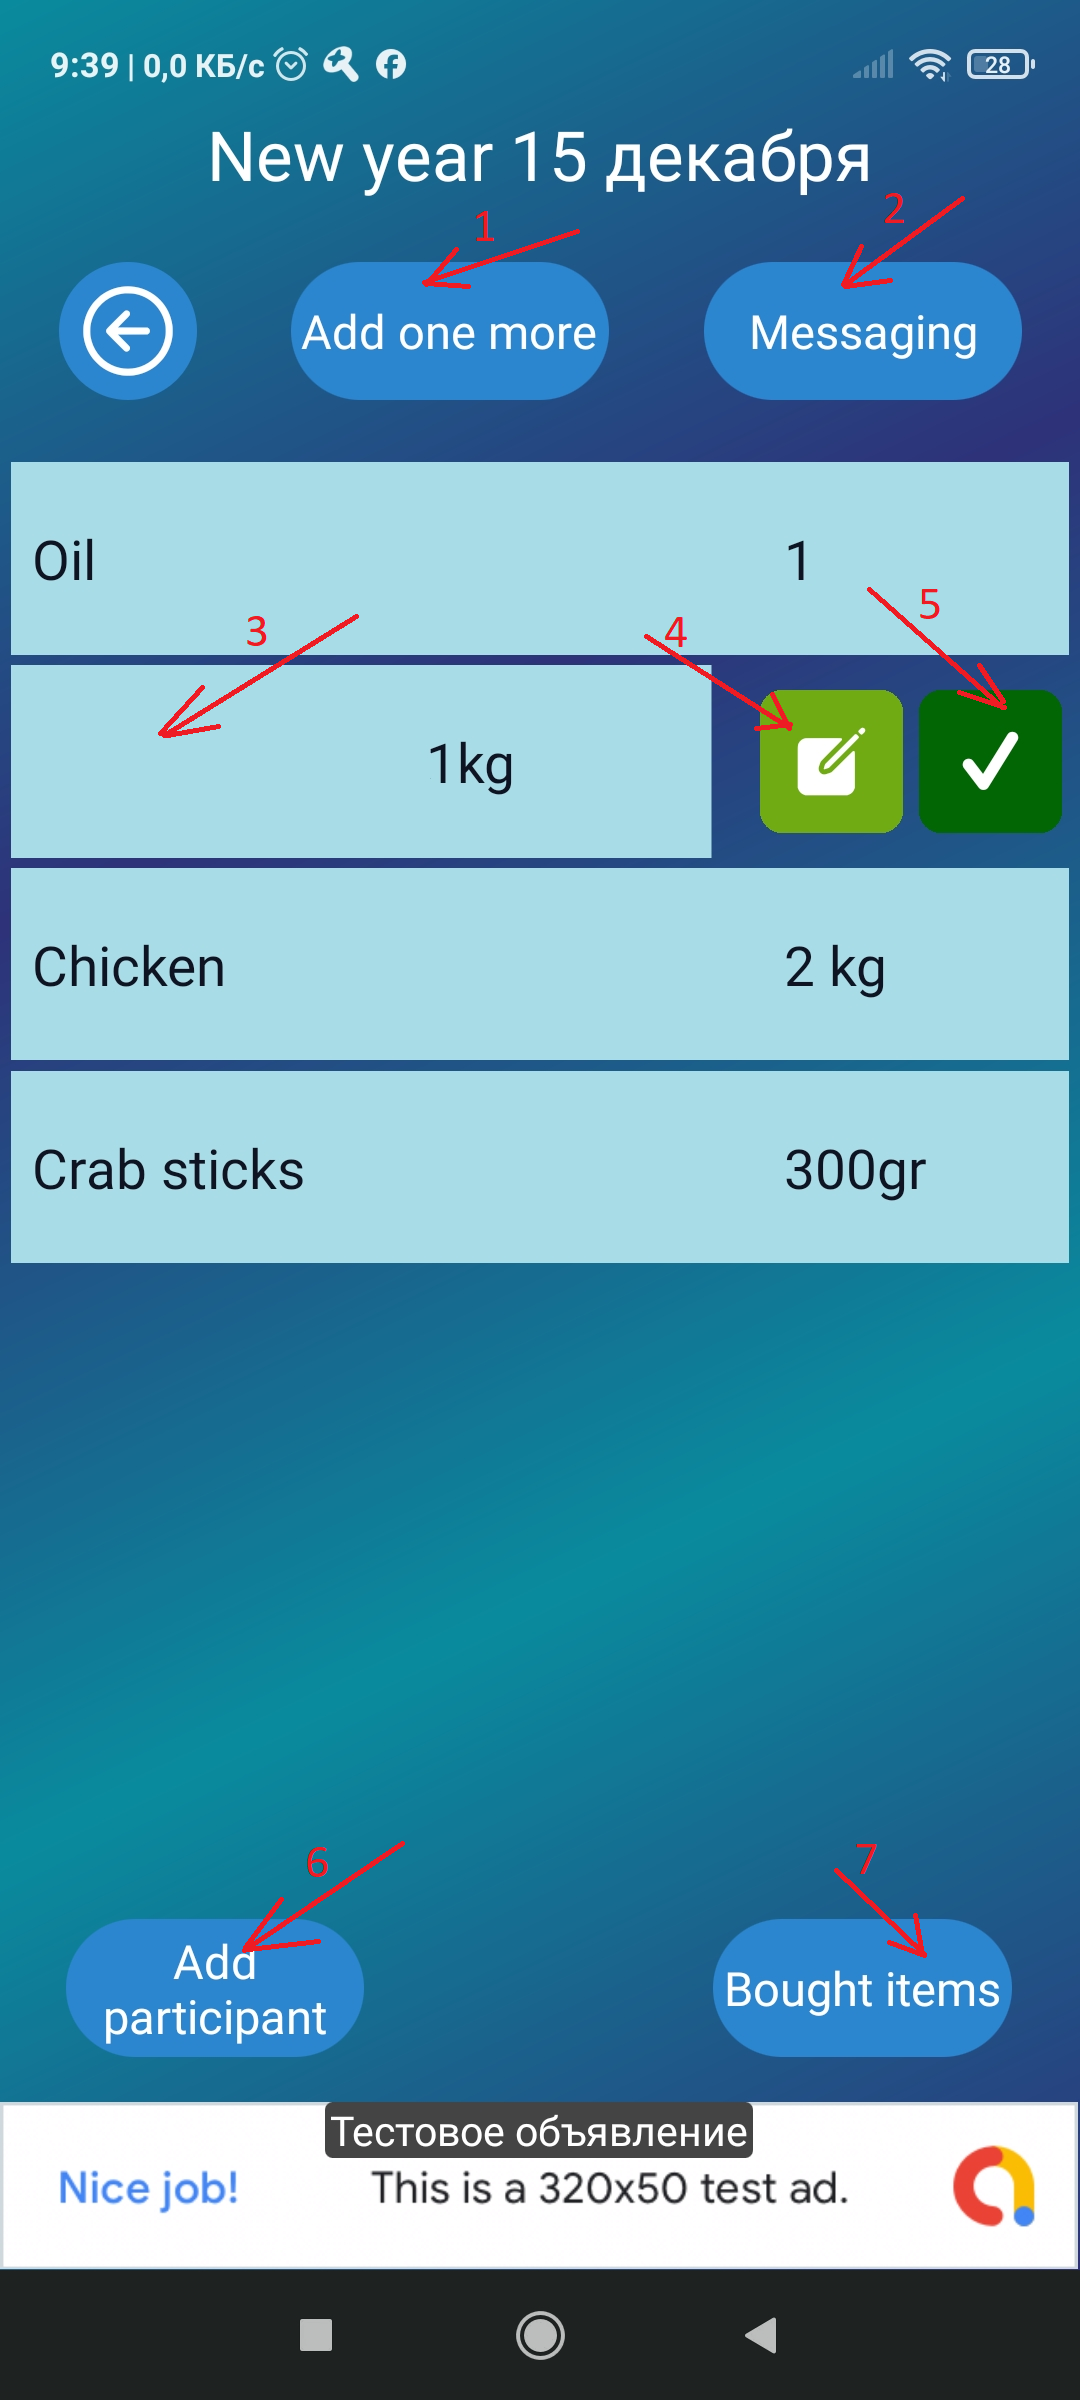 9:39 | 0,0 КБ/с
28
New year 15 декабря
1
2
Add one more
Messaging
Oil
1
3
4
5
1kg
Chicken
2 kg
Crab sticks
300gr
6
7
Add
participant
Bought items
Тестовое объявление
Nice job!
This is a 320x50 test ad.